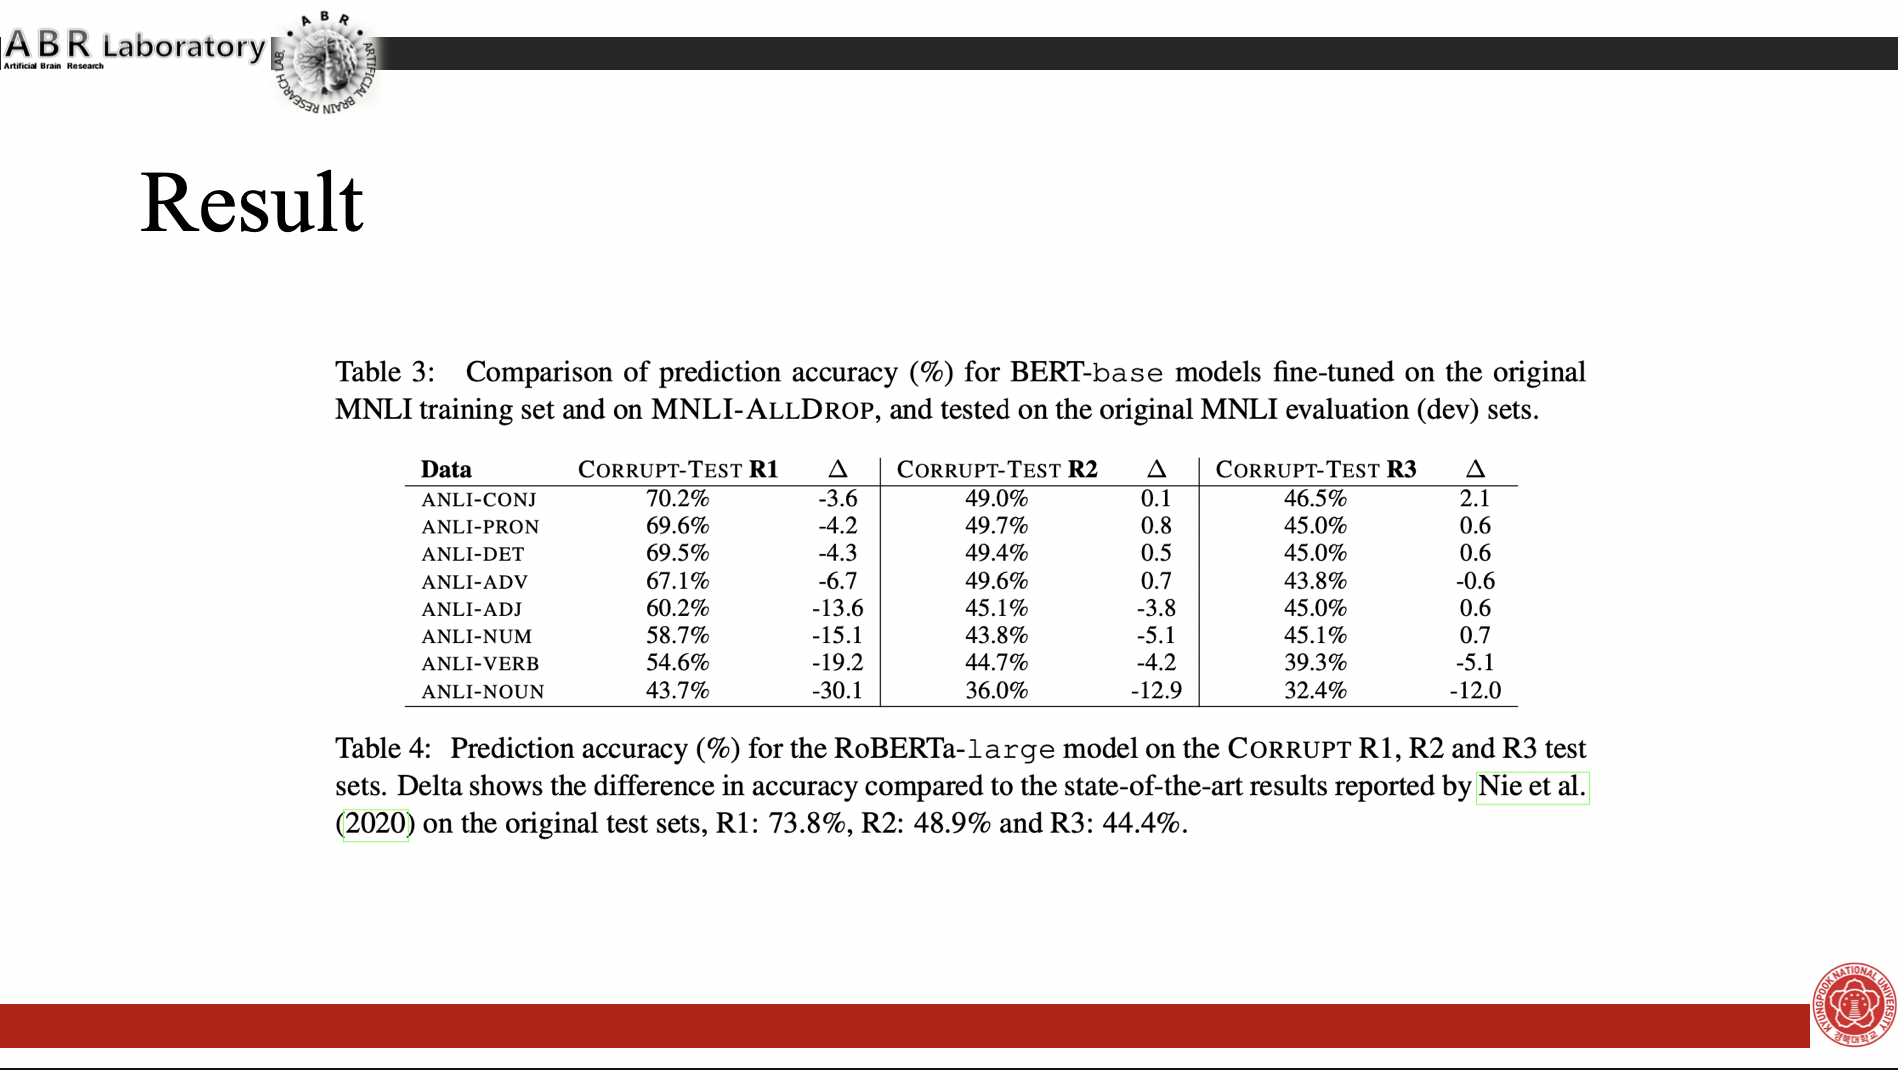 ABR Laboratory
Artificial Brain Research
ABR
ARTIFICIAL BRAIN RESEARCH LAB.
Result
Table 3: Comparison of prediction accuracy (%) for BERT-base models fine-tuned on the original
MNLI training set and on MNLI-ALLDROP, and tested on the original MNLI evaluation (dev) sets.
Data CORRUPT-TEST R1 Δ CORRUPT-TEST R2 Δ CORRUPT-TEST R3 Δ
ANLI-CONJ 70.2% -3.6 49.0% 0.1 46.5% 2.1
ANLI-PRON 69.6% -4.2 49.7% 0.8 45.0% 0.6
ANLI-DET 69.5% -4.3 49.4% 0.5 45.0% 0.6
ANLI-ADV 67.1% -6.7 49.6% 0.7 43.8% -0.6
ANLI-ADJ 60.2% -13.6 45.1% -3.8 45.0% 0.6
ANLI-NUM 58.7% -15.1 43.8% -5.1 45.1% 0.7
ANLI-VERB 54.6% -19.2 44.7% -4.2 39.3% -5.1
ANLI-NOUN 43.7% -30.1 36.0% -12.9 32.4% -12.0
Table 4: Prediction accuracy (%) for the RoBERTa-large model on the CORRUPT R1, R2 and R3 test
sets. Delta shows the difference in accuracy compared to the state-of-the-art results reported by Nie et al.
(2020) on the original test sets, R1: 73.8%, R2: 48.9% and R3: 44.4%.
KYUNGPOOK NATIONAL UNIVERSITY
경북대학교